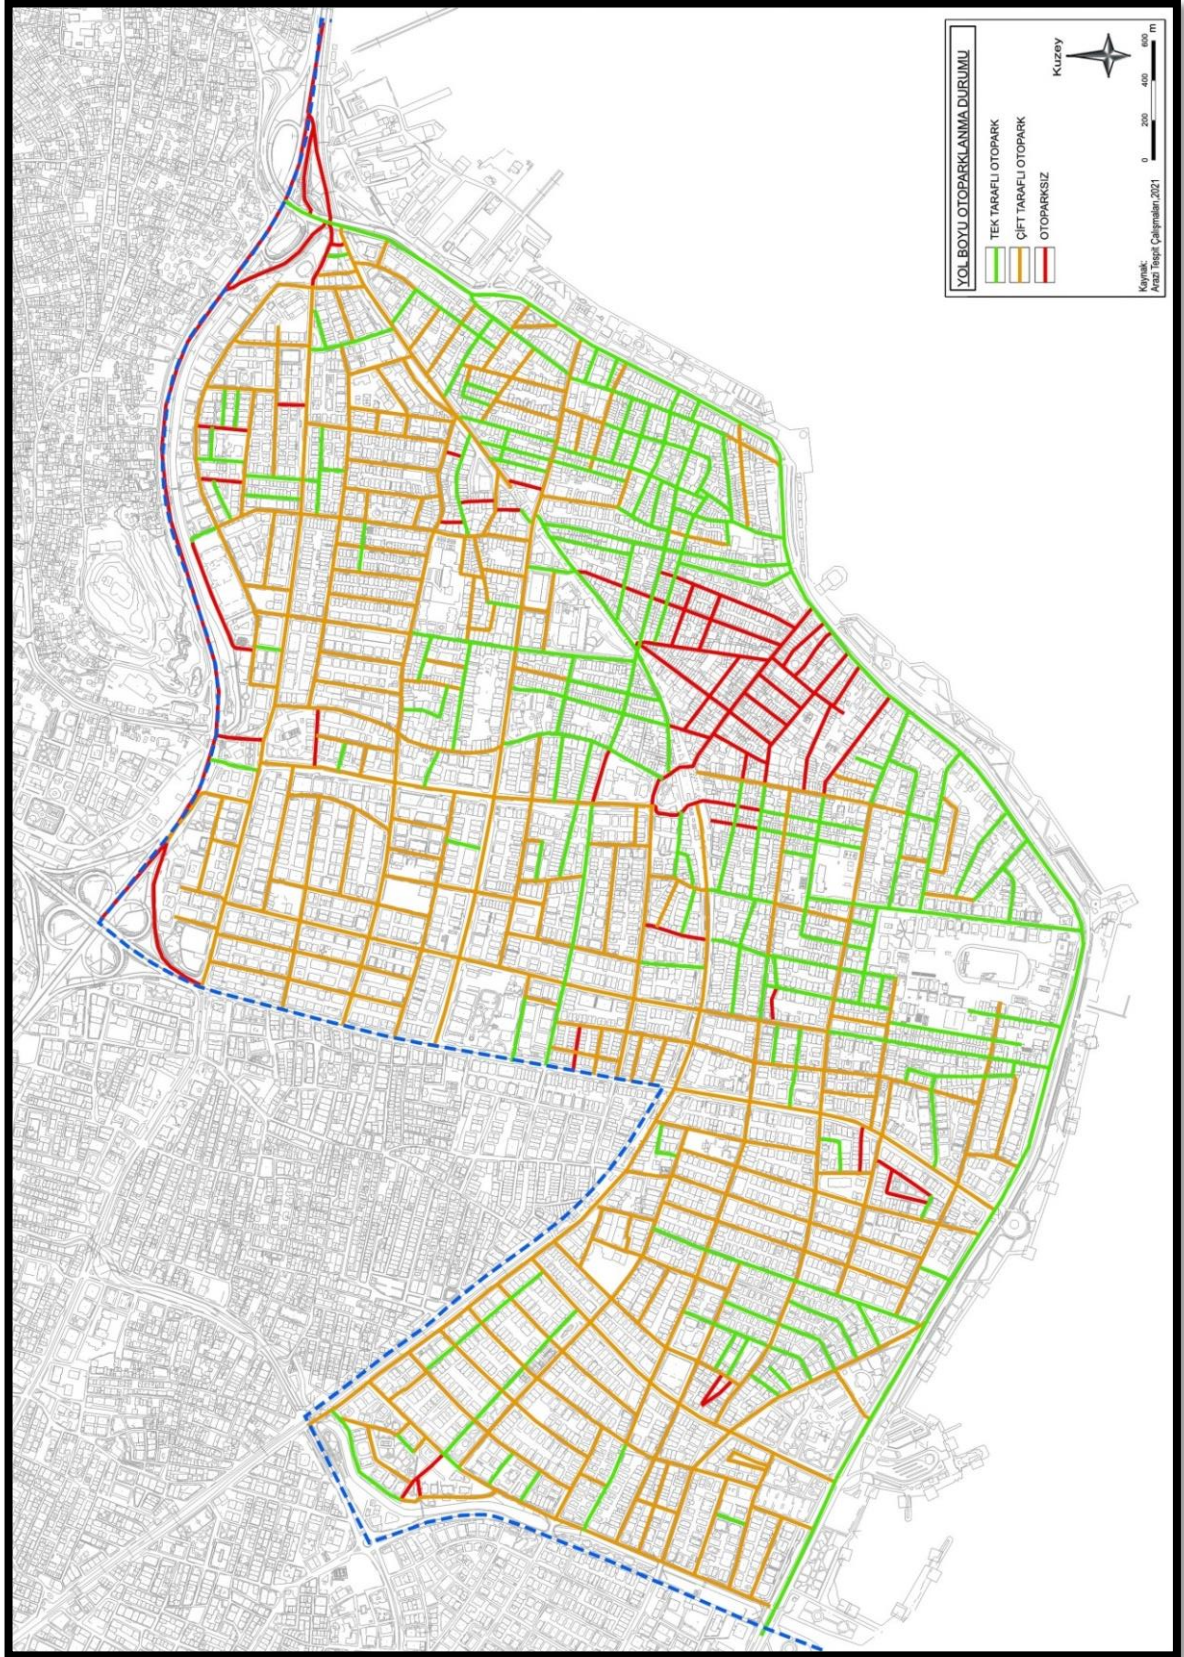 YOL BOYU OTOPARKLANMA DURUMU
TEK TARAFLI OTOPARK
ÇİFT TARAFLI OTOPARK
OTOPARKSIZ
Kuzey
0 200 400 600 m
Kaynak:
Arazi Tespit Çalışmaları,2021